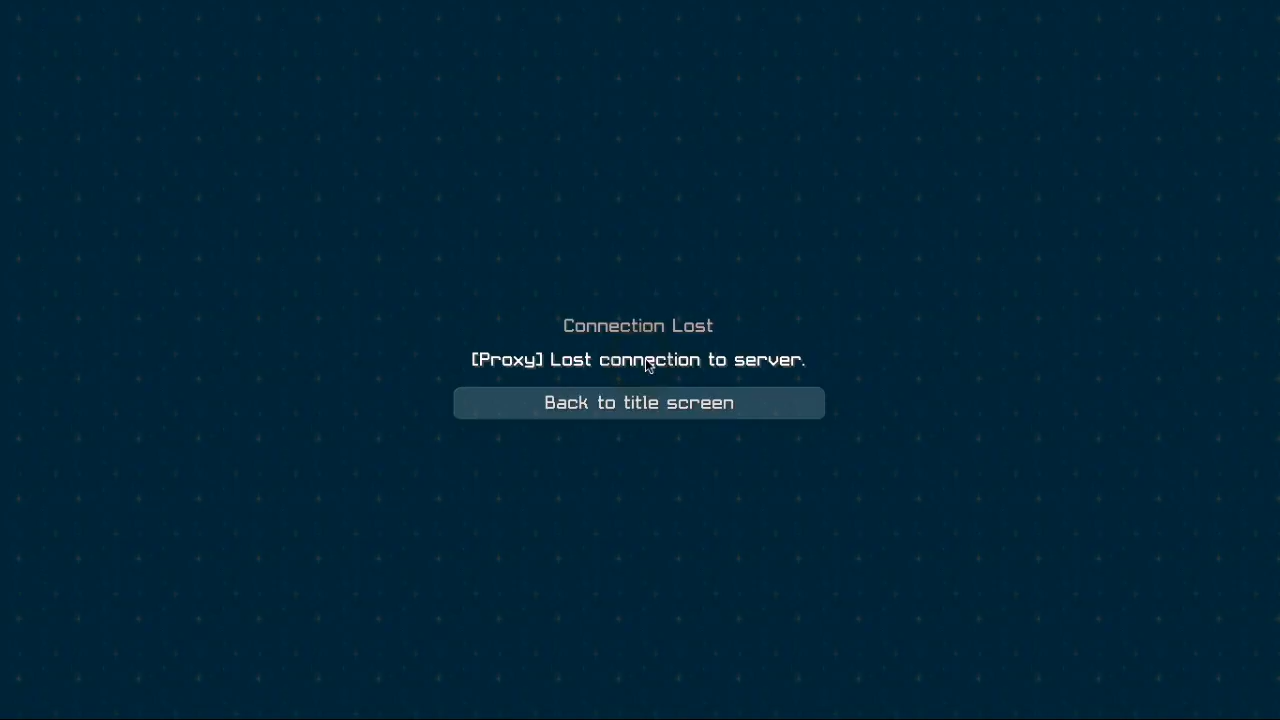 Connection Lost
[Proxy] Lost connection to server.
Back to title screen